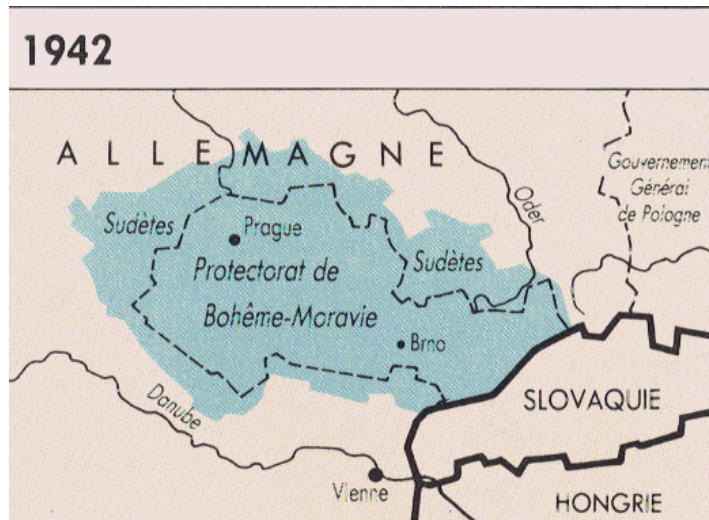 1942
ALLEMAGNE
Gouvernement
Général
de Pologne
Oder
Sudètes
Prague
Sudètes
Protectorat de
Bohême-Moravie
Brno
Danube
SLOVAQUIE
Vienne
HONGRIE